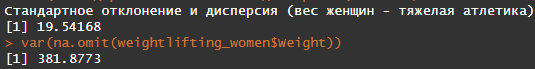 Стандартное отклонение и дисперсия (вес женщин - тяжелая атлетика)
[1] 19.54168
> var(na.omit(weightlifting_women$Weight))
[1] 381.8773